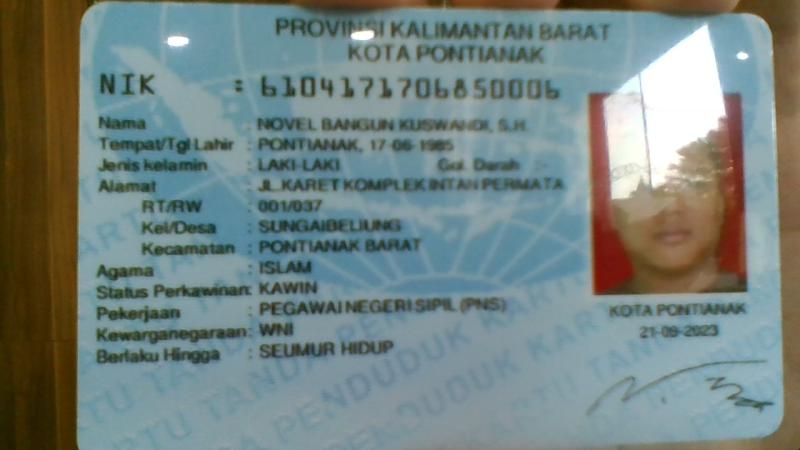 PROVINSI KALIMANTAN BARAT
KOTA PONTIANAK
NIK : 6104171706850006
Nama : NOVEL BANGUN KUSWANDI, S.H.
Tempat/Tgl Lahir : PONTIANAK, 17-06-1985
Jenis kelamin : LAKI-LAKI Gol. Darah :-
Alamat : JL.KARET KOMPLEK INTAN PERMATA
RT/RW : 001/037
Kel/Desa : SUNGAIBELIUNG
Kecamatan : PONTIANAK BARAT
Agama : ISLAM
Status Perkawinan: KAWIN
Pekerjaan : PEGAWAI NEGERI SIPIL (PNS)
Kewarganegaraan: WNI
Berlaku Hingga : SEUMUR HIDUP
KOTA PONTIANAK
21-09-2023